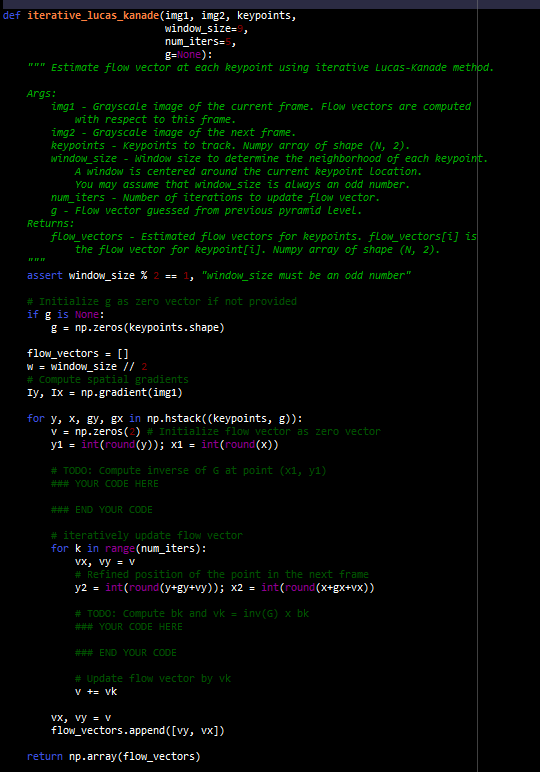 def iterative_lucas_kanade(img1, img2, keypoints,
                           window_size=9,
                           num_iters=5,
                           g=None):
    """ Estimate flow vector at each keypoint using iterative Lucas-Kanade method.

    Args:
        img1 - Grayscale image of the current frame. Flow vectors are computed
            with respect to this frame.
        img2 - Grayscale image of the next frame.
        keypoints - Keypoints to track. Numpy array of shape (N, 2).
        window_size - Window size to determine the neighborhood of each keypoint.
            A window is centered around the current keypoint location.
            You may assume that window_size is always an odd number.
        num_iters - Number of iterations to update flow vector.
        g - Flow vector guessed from previous pyramid level.
    Returns:
        flow_vectors - Estimated flow vectors for keypoints. flow_vectors[i] is
            the flow vector for keypoint[i]. Numpy array of shape (N, 2).
    """
    assert window_size % 2 == 1, "window_size must be an odd number"

    # Initialize g as zero vector if not provided
    if g is None:
        g = np.zeros(keypoints.shape)

    flow_vectors = []
    w = window_size // 2
    # Compute spatial gradients
    Iy, Ix = np.gradient(img1)

    for y, x, gy, gx in np.hstack((keypoints, g)):
        v = np.zeros(2) # Initialize flow vector as zero vector
        y1 = int(round(y)); x1 = int(round(x))

        # TODO: Compute inverse of G at point (x1, y1)
        ### YOUR CODE HERE

        ### END YOUR CODE

        # iteratively update flow vector
        for k in range(num_iters):
            vx, vy = v
            # Refined position of the point in the next frame
            y2 = int(round(y+gy+vy)); x2 = int(round(x+gx+vx))

            # TODO: Compute bk and vk = inv(G) x bk
            ### YOUR CODE HERE

            ### END YOUR CODE

            # Update flow vector by vk
            v += vk

        vx, vy = v
        flow_vectors.append([vy, vx])

    return np.array(flow_vectors)